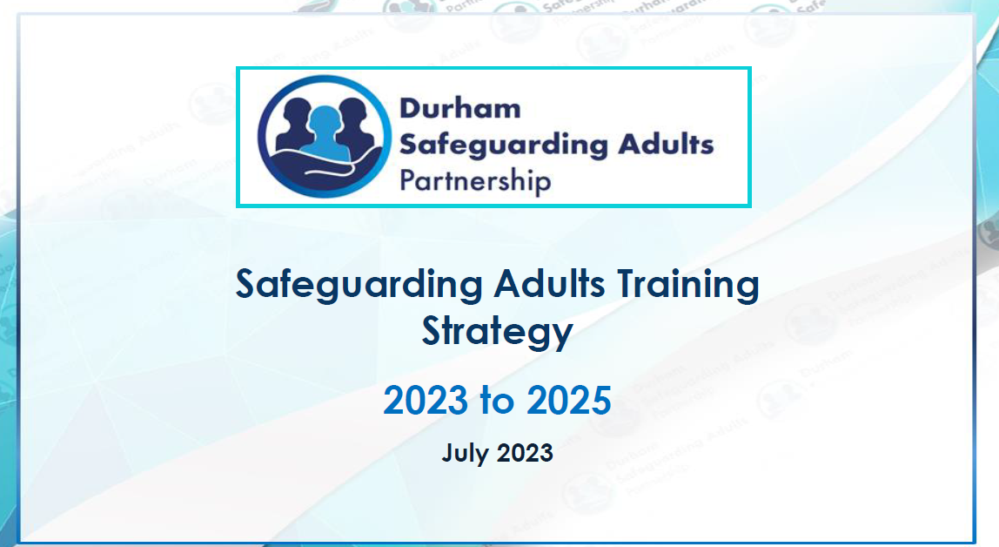 Durham
Safeguarding Adults
Partnership
Safeguarding Adults Training
Strategy
2023 to 2025
July 2023